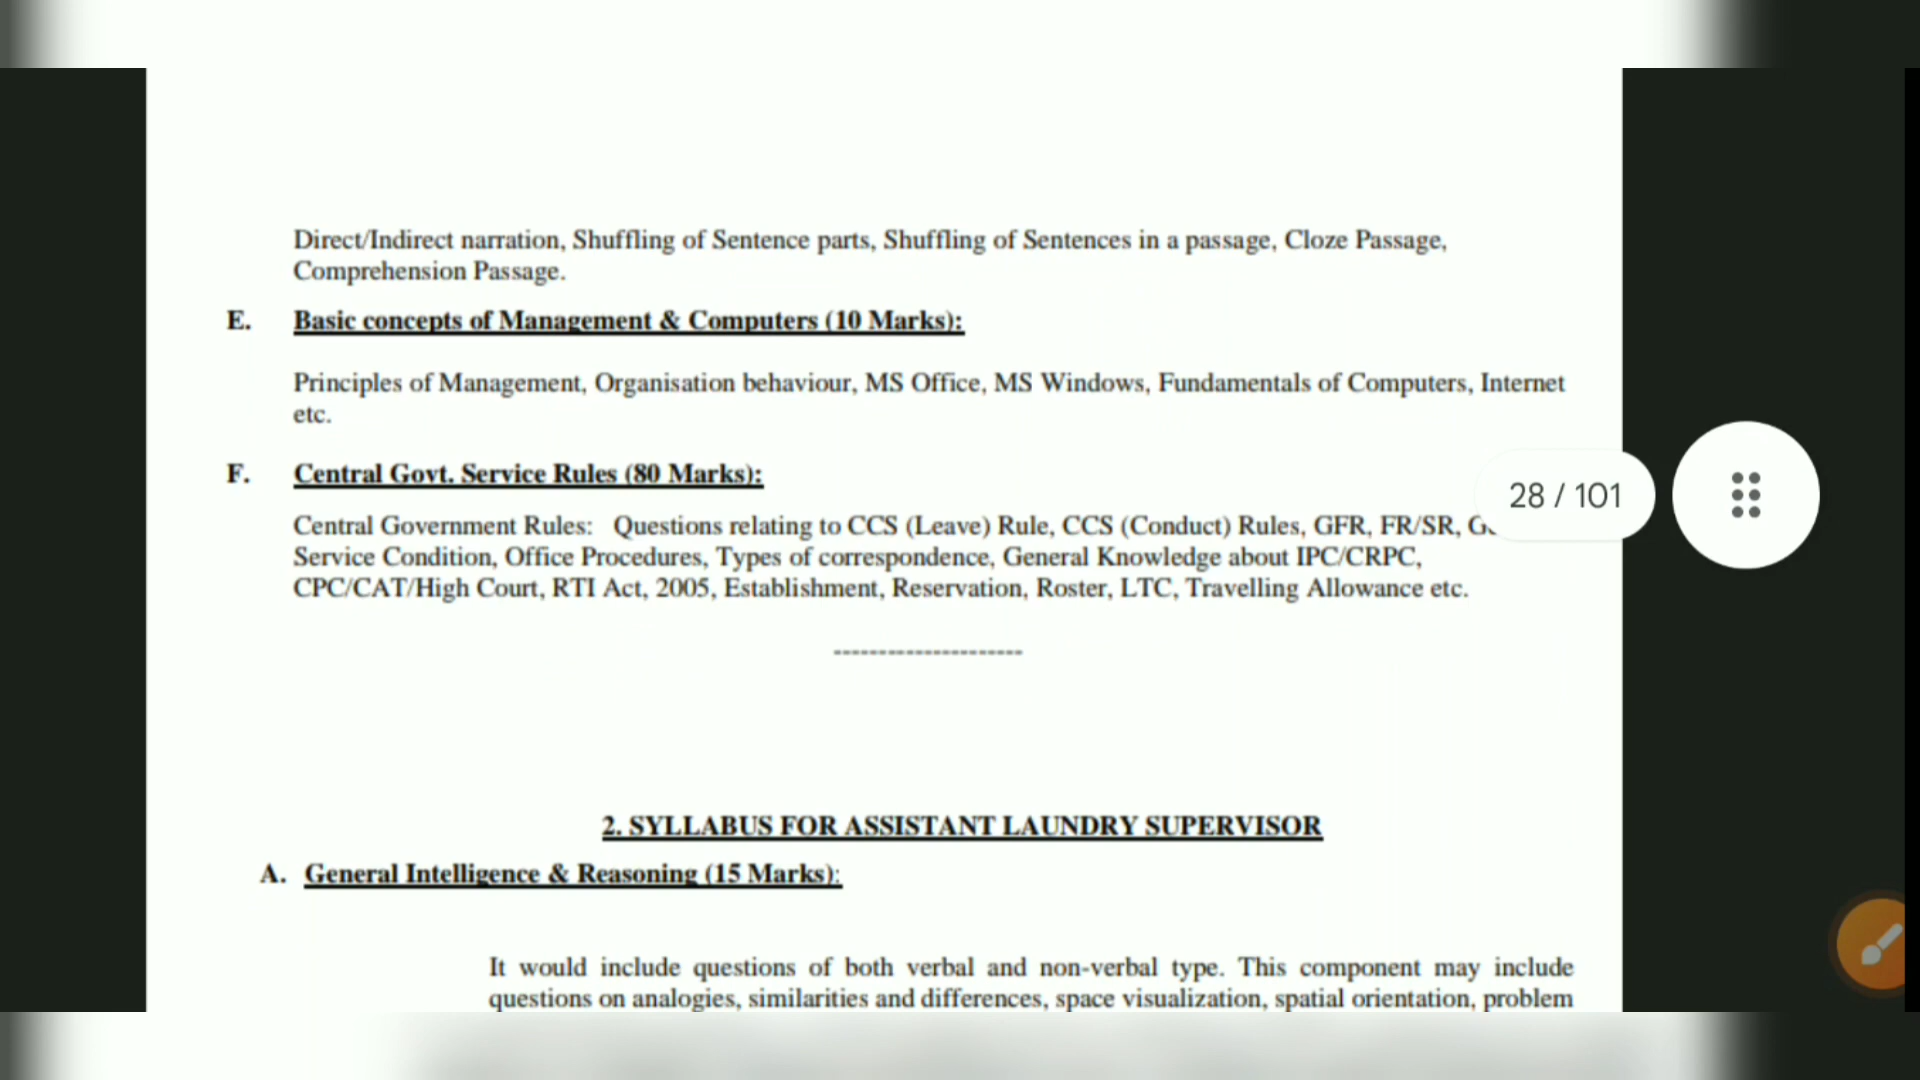 Direct/Indirect narration, Shuffling of Sentence parts, Shuffling of Sentences in a passage, Cloze Passage,
Comprehension Passage.
E. Basic concepts of Management & Computers (10 Marks):
Principles of Management, Organisation behaviour, MS Office, MS Windows, Fundamentals of Computers, Internet
etc.
F. Central Govt. Service Rules (80 Marks):
Central Government Rules: Questions relating to CCS (Leave) Rule, CCS (Conduct) Rules, GFR, FR/SR,
28 / 101
Service Condition, Office Procedures, Types of correspondence, General Knowledge about IPC/CRPC,
CPC/CAT/High Court, RTI Act, 2005, Establishment, Reservation, Roster, LTC, Travelling Allowance etc.
---------------------
2. SYLLABUS FOR ASSISTANT LAUNDRY SUPERVISOR
A. General Intelligence & Reasoning (15 Marks):
It would include questions of both verbal and non-verbal type. This component may include
questions on analogies, similarities and differences, space visualization, spatial orientation, problem